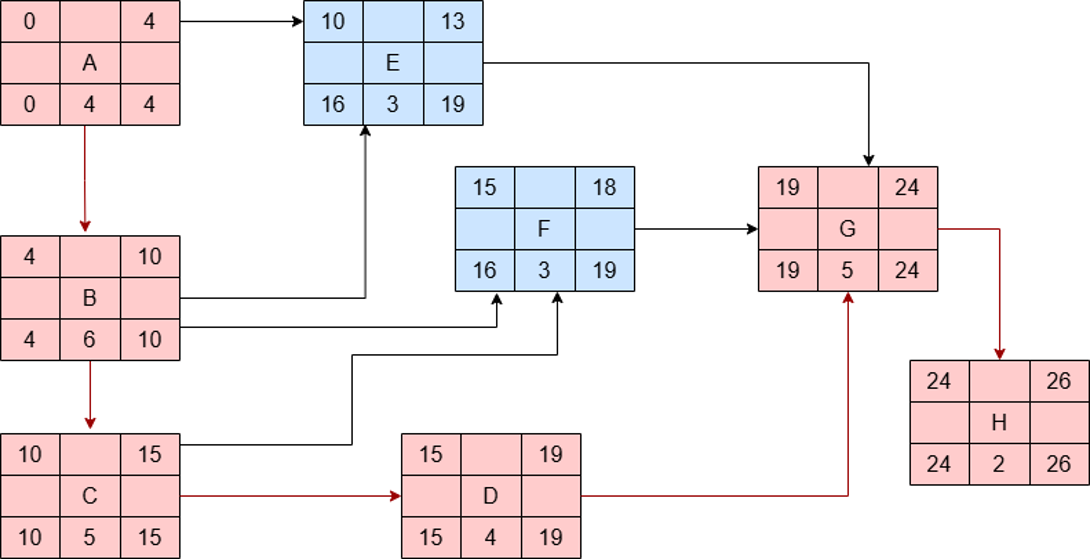 0 4
A
0 4 4
10 13
E
16 3 19
15 18
F
16 3 19
19 24
G
19 5 24
4 10
B
4 6 10
24 26
H
24 2 26
10 15
C
10 5 15
15 19
D
15 4 19